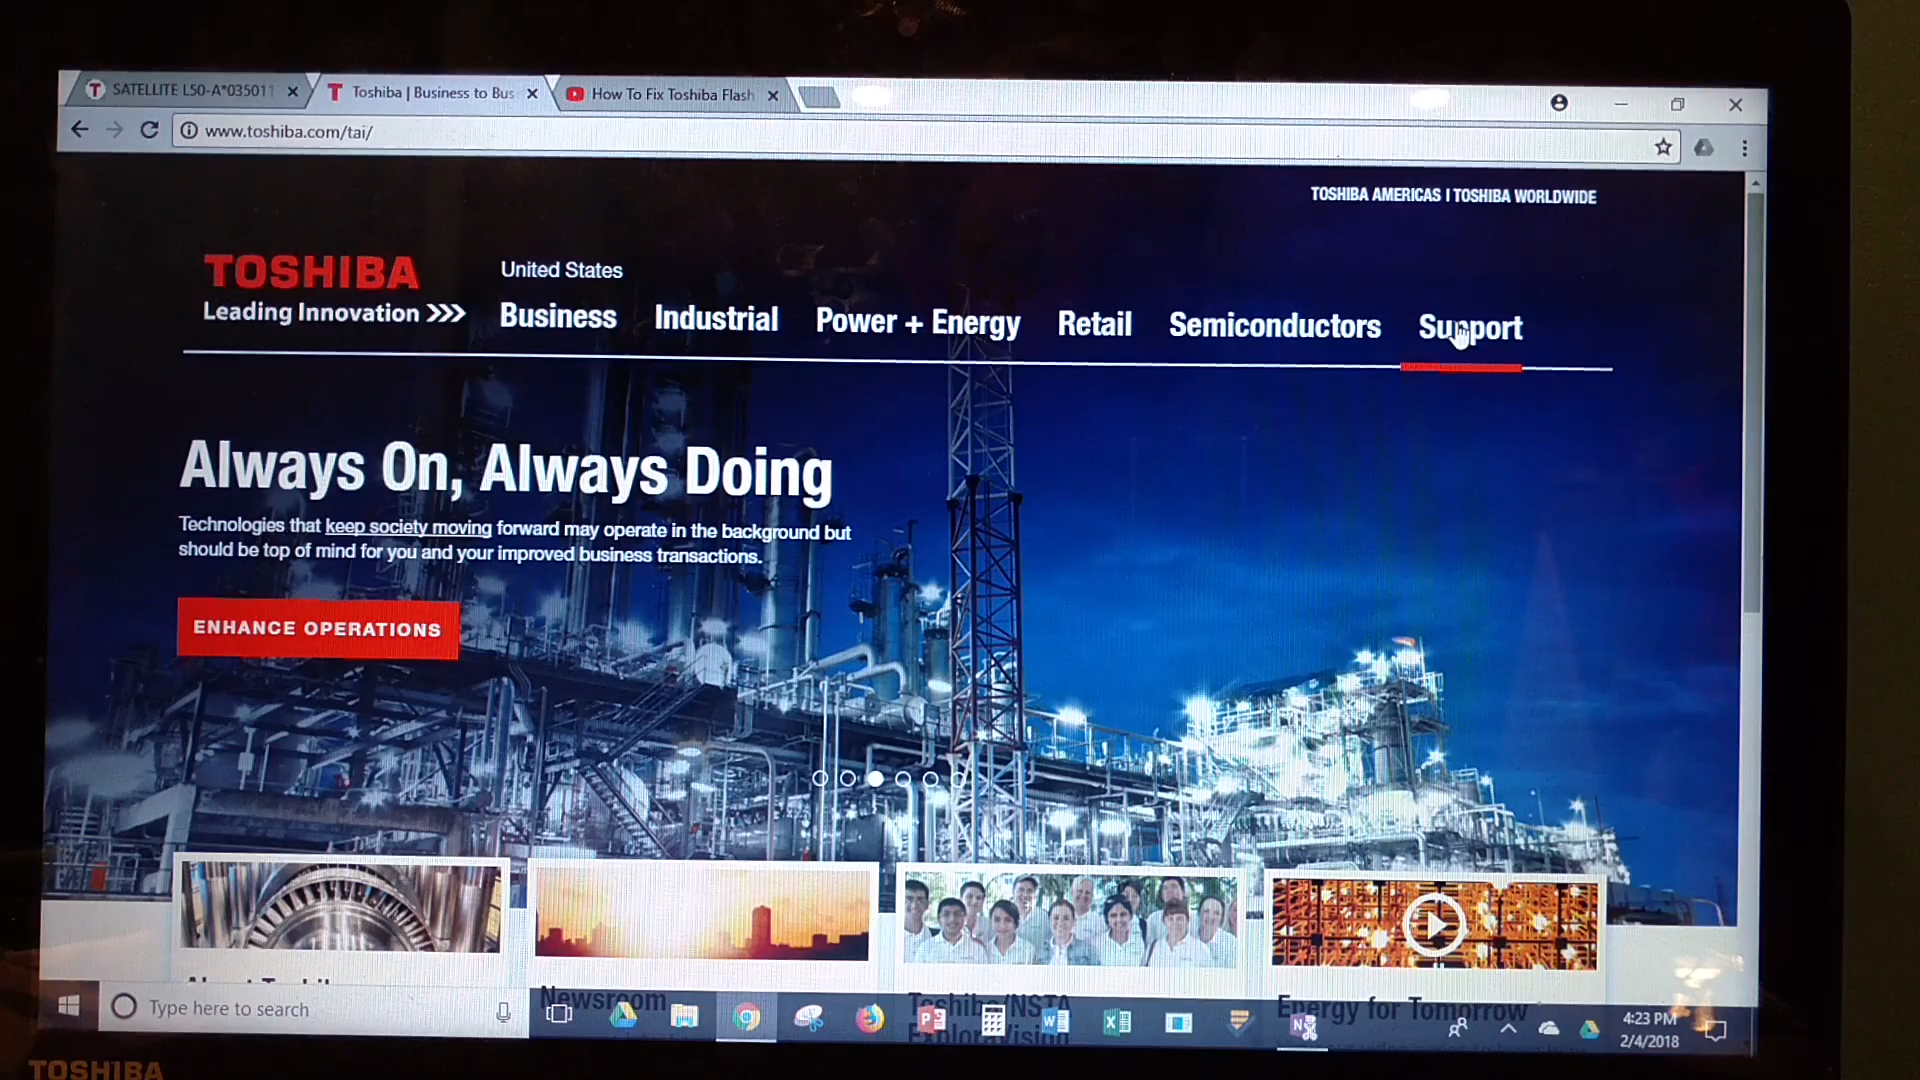 SATELLITE L50-A*035011
Toshiba | Business to Bus
How To Fix Toshiba Flash
www.toshiba.com/tai/
TOSHIBA AMERICAS I TOSHIBA WORLDWIDE
TOSHIBA
Leading Innovation >>>
United States
Business
Industrial
Power + Energy
Retail
Semiconductors
Support
Always On, Always Doing
Technologies that keep society moving forward may operate in the background but
should be top of mind for you and your improved business transactions.
ENHANCE OPERATIONS
Newsroom
Toshiba/NSTA
ExploraVision
Energy for Tomorrow
Type here to search
4:23 PM
2/4/2018
TOSHIBA